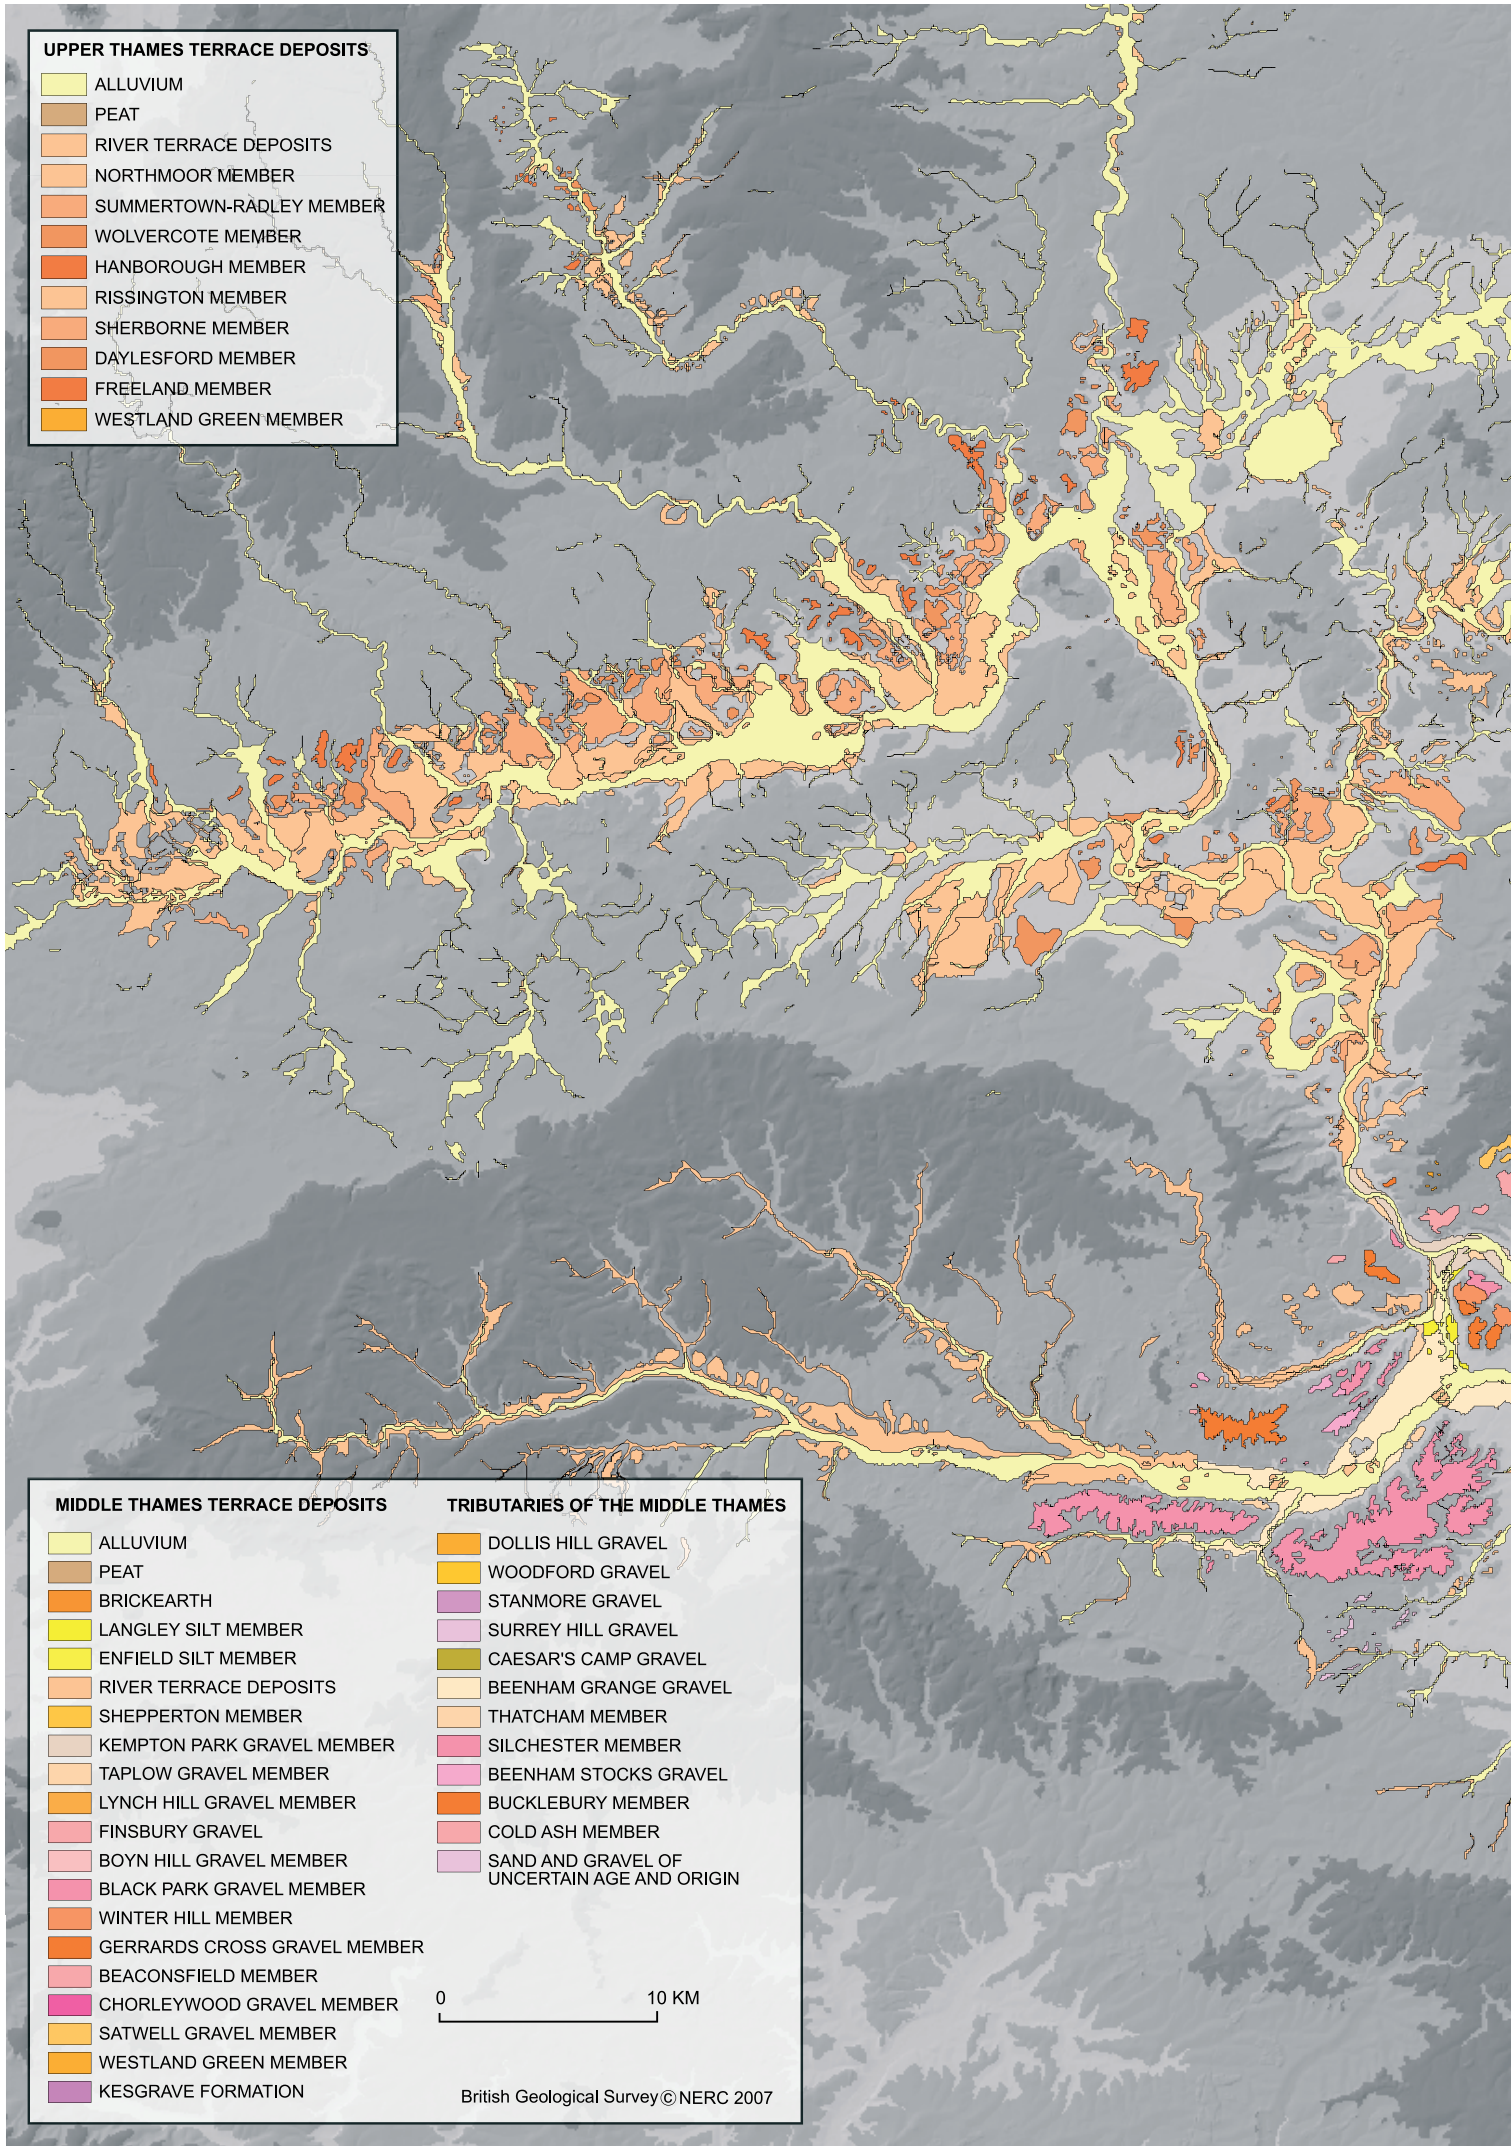 UPPER THAMES TERRACE DEPOSITS
ALLUVIUM
PEAT
RIVER TERRACE DEPOSITS
NORTHMOOR MEMBER
SUMMERTOWN-RADLEY MEMBER
WOLVERCOTE MEMBER
HANBOROUGH MEMBER
RISSINGTON MEMBER
SHERBORNE MEMBER
DAYLESFORD MEMBER
FREELAND MEMBER
WESTLAND GREEN MEMBER
MIDDLE THAMES TERRACE DEPOSITS
ALLUVIUM
PEAT
BRICKEARTH
LANGLEY SILT MEMBER
ENFIELD SILT MEMBER
RIVER TERRACE DEPOSITS
SHEPPERTON MEMBER
KEMPTON PARK GRAVEL MEMBER
TAPLOW GRAVEL MEMBER
LYNCH HILL GRAVEL MEMBER
FINSBURY GRAVEL
BOYN HILL GRAVEL MEMBER
BLACK PARK GRAVEL MEMBER
WINTER HILL MEMBER
GERRARDS CROSS GRAVEL MEMBER
BEACONSFIELD MEMBER
CHORLEYWOOD GRAVEL MEMBER
SATWELL GRAVEL MEMBER
WESTLAND GREEN MEMBER
KESGRAVE FORMATION
TRIBUTARIES OF THE MIDDLE THAMES
DOLLIS HILL GRAVEL
WOODFORD GRAVEL
STANMORE GRAVEL
SURREY HILL GRAVEL
CAESAR'S CAMP GRAVEL
BEENHAM GRANGE GRAVEL
THATCHAM MEMBER
SILCHESTER MEMBER
BEENHAM STOCKS GRAVEL
BUCKLEBURY MEMBER
COLD ASH MEMBER
SAND AND GRAVEL OF
UNCERTAIN AGE AND ORIGIN
0 10 KM
British Geological Survey © NERC 2007